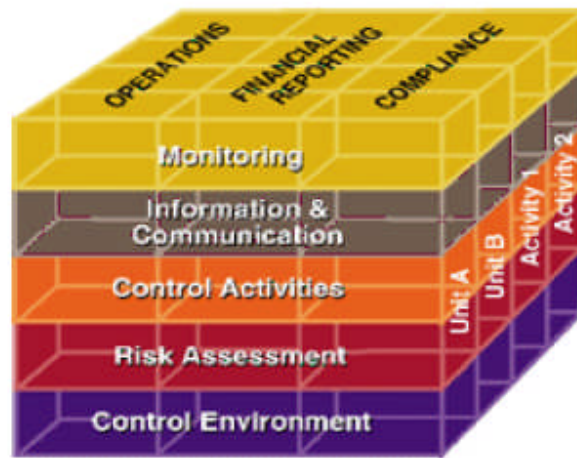 OPERATIONS
FINANCIAL
REPORTING
COMPLIANCE
Monitoring
Information &
Communication
Control Activities
Risk Assessment
Control Environment
Unit A
Unit B
Activity 1
Activity 2